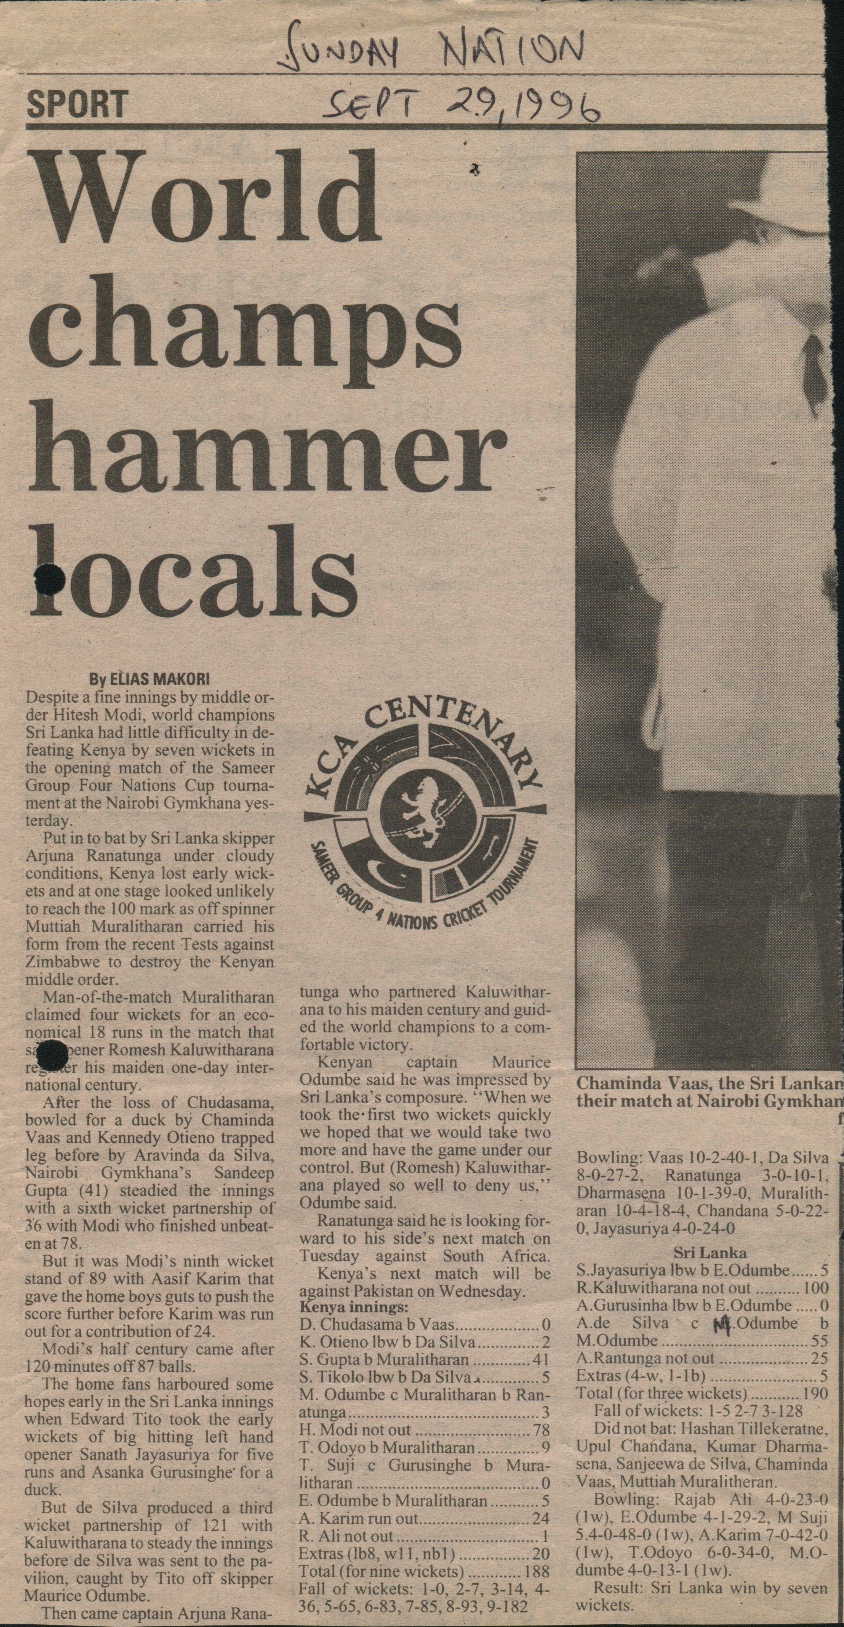 SUNDAY NATION
SEPT 29, 1996
SPORT
World
champs
hammer
locals
By ELIAS MAKORI
Despite a fine innings by middle or-
der Hitesh Modi, world champions
Sri Lanka had little difficulty in de-
feating Kenya by seven wickets in
the opening match of the Sameer
Group Four Nations Cup tourna-
ment at the Nairobi Gymkhana yes-
terday.
Put in to bat by Sri Lanka skipper
Arjuna Ranatunga under cloudy
conditions, Kenya lost early wick-
ets and at one stage looked unlikely
to reach the 100 mark as off spinner
Muttiah Muralitharan carried his
form from the recent Tests against
Zimbabwe to destroy the Kenyan
middle order.
Man-of-the-match Muralitharan
claimed four wickets for an eco-
nomical 18 runs in the match that
Romesh Kaluwitharana
his maiden one-day inter-
national century.
After the loss of Chudasama,
bowled for a duck by Chaminda
Vaas and Kennedy Otieno trapped
leg before by Aravinda da Silva,
Nairobi Gymkhana's Sandeep
Gupta (41) steadied the innings
with a sixth wicket partnership of
36 with Modi who finished unbeat-
en at 78.
But it was Modi's ninth wicket
stand of 89 with Aasif Karim that
gave the home boys guts to push the
score further before Karim was run
out for a contribution of 24.
Modi's half century came after
120 minutes off 87 balls.
The home fans harboured some
hopes early in the Sri Lanka innings
when Edward Tito took the early
wickets of big hitting left hand
opener Sanath Jayasuriya for five
runs and Asanka Gurusinghe for a
duck.
But de Silva produced a third
wicket partnership of 121 with
Kaluwitharana to steady the innings
before de Silva was sent to the pa-
vilion, caught by Tito off skipper
Maurice Odumbe.
Then came captain Arjuna Rana-
KCA CENTENARY
SAMEER GROUP 4 NATIONS CRICKET TOURNAMENT
tunga who partnered Kaluwithar-
ana to his maiden century and guid-
ed the world champions to a com-
fortable victory.
Kenyan captain Maurice
Odumbe said he was impressed by
Sri Lanka's composure. "When we
took the first two wickets quickly
we hoped that we would take two
more and have the game under our
control. But (Romesh) Kaluwithar-
ana played so well to deny us,"
Odumbe said.
Ranatunga said he is looking for-
ward to his side's next match on
Tuesday against South Africa.
Kenya's next match will be
against Pakistan on Wednesday.
Kenya innings:
D. Chudasama b Vaas....................0
K. Otieno lbw b Da Silva..............2
S. Gupta b Muralitharan ............41
S. Tikolo lbw b Da Silva..............5
M. Odumbe c Muralitharan b Ran-
atunga............................................3
H. Modi not out ..........................78
T. Odoyo b Muralitharan.............9
T. Suji c Gurusinghe b Mura-
litharan .........................................0
E. Odumbe b Muralitharan..........5
A. Karim run out.........................24
R. Ali not out ................................1
Extras (lb8, w11, nb1) ................20
Total (for nine wickets) ............188
Fall of wickets: 1-0, 2-7, 3-14, 4-
36, 5-65, 6-83, 7-85, 8-93, 9-182
Chaminda Vaas, the Sri Lankan
their match at Nairobi Gymkhan
f
Bowling: Vaas 10-2-40-1, Da Silva
8-0-27-2, Ranatunga 3-0-10-1,
Dharmasena 10-1-39-0, Muralith-
aran 10-4-18-4, Chandana 5-0-22-
0, Jayasuriya 4-0-24-0
Sri Lanka
S.Jayasuriya lbw b E.Odumbe......5
R.Kaluwitharana not out ..........100
A.Gurusinha lbw b E.Odumbe .....0
A.de Silva c M.Odumbe b
M.Odumbe .................................55
A.Rantunga not out ....................25
Extras (4-w, 1-1b) ........................5
Total (for three wickets)............190
Fall of wickets: 1-5 2-7 3-128
Did not bat: Hashan Tillekeratne,
Upul Chandana, Kumar Dharma-
sena, Sanjeewa de Silva, Chaminda
Vaas, Muttiah Muralitheran.
Bowling: Rajab Ali 4-0-23-0
(1w), E.Odumbe 4-1-29-2, M Suji
5.4-0-48-0 (1w), A.Karim 7-0-42-0
(1w), T.Odoyo 6-0-34-0, M.O-
dumbe 4-0-13-1 (1w).
Result: Sri Lanka win by seven
wickets.